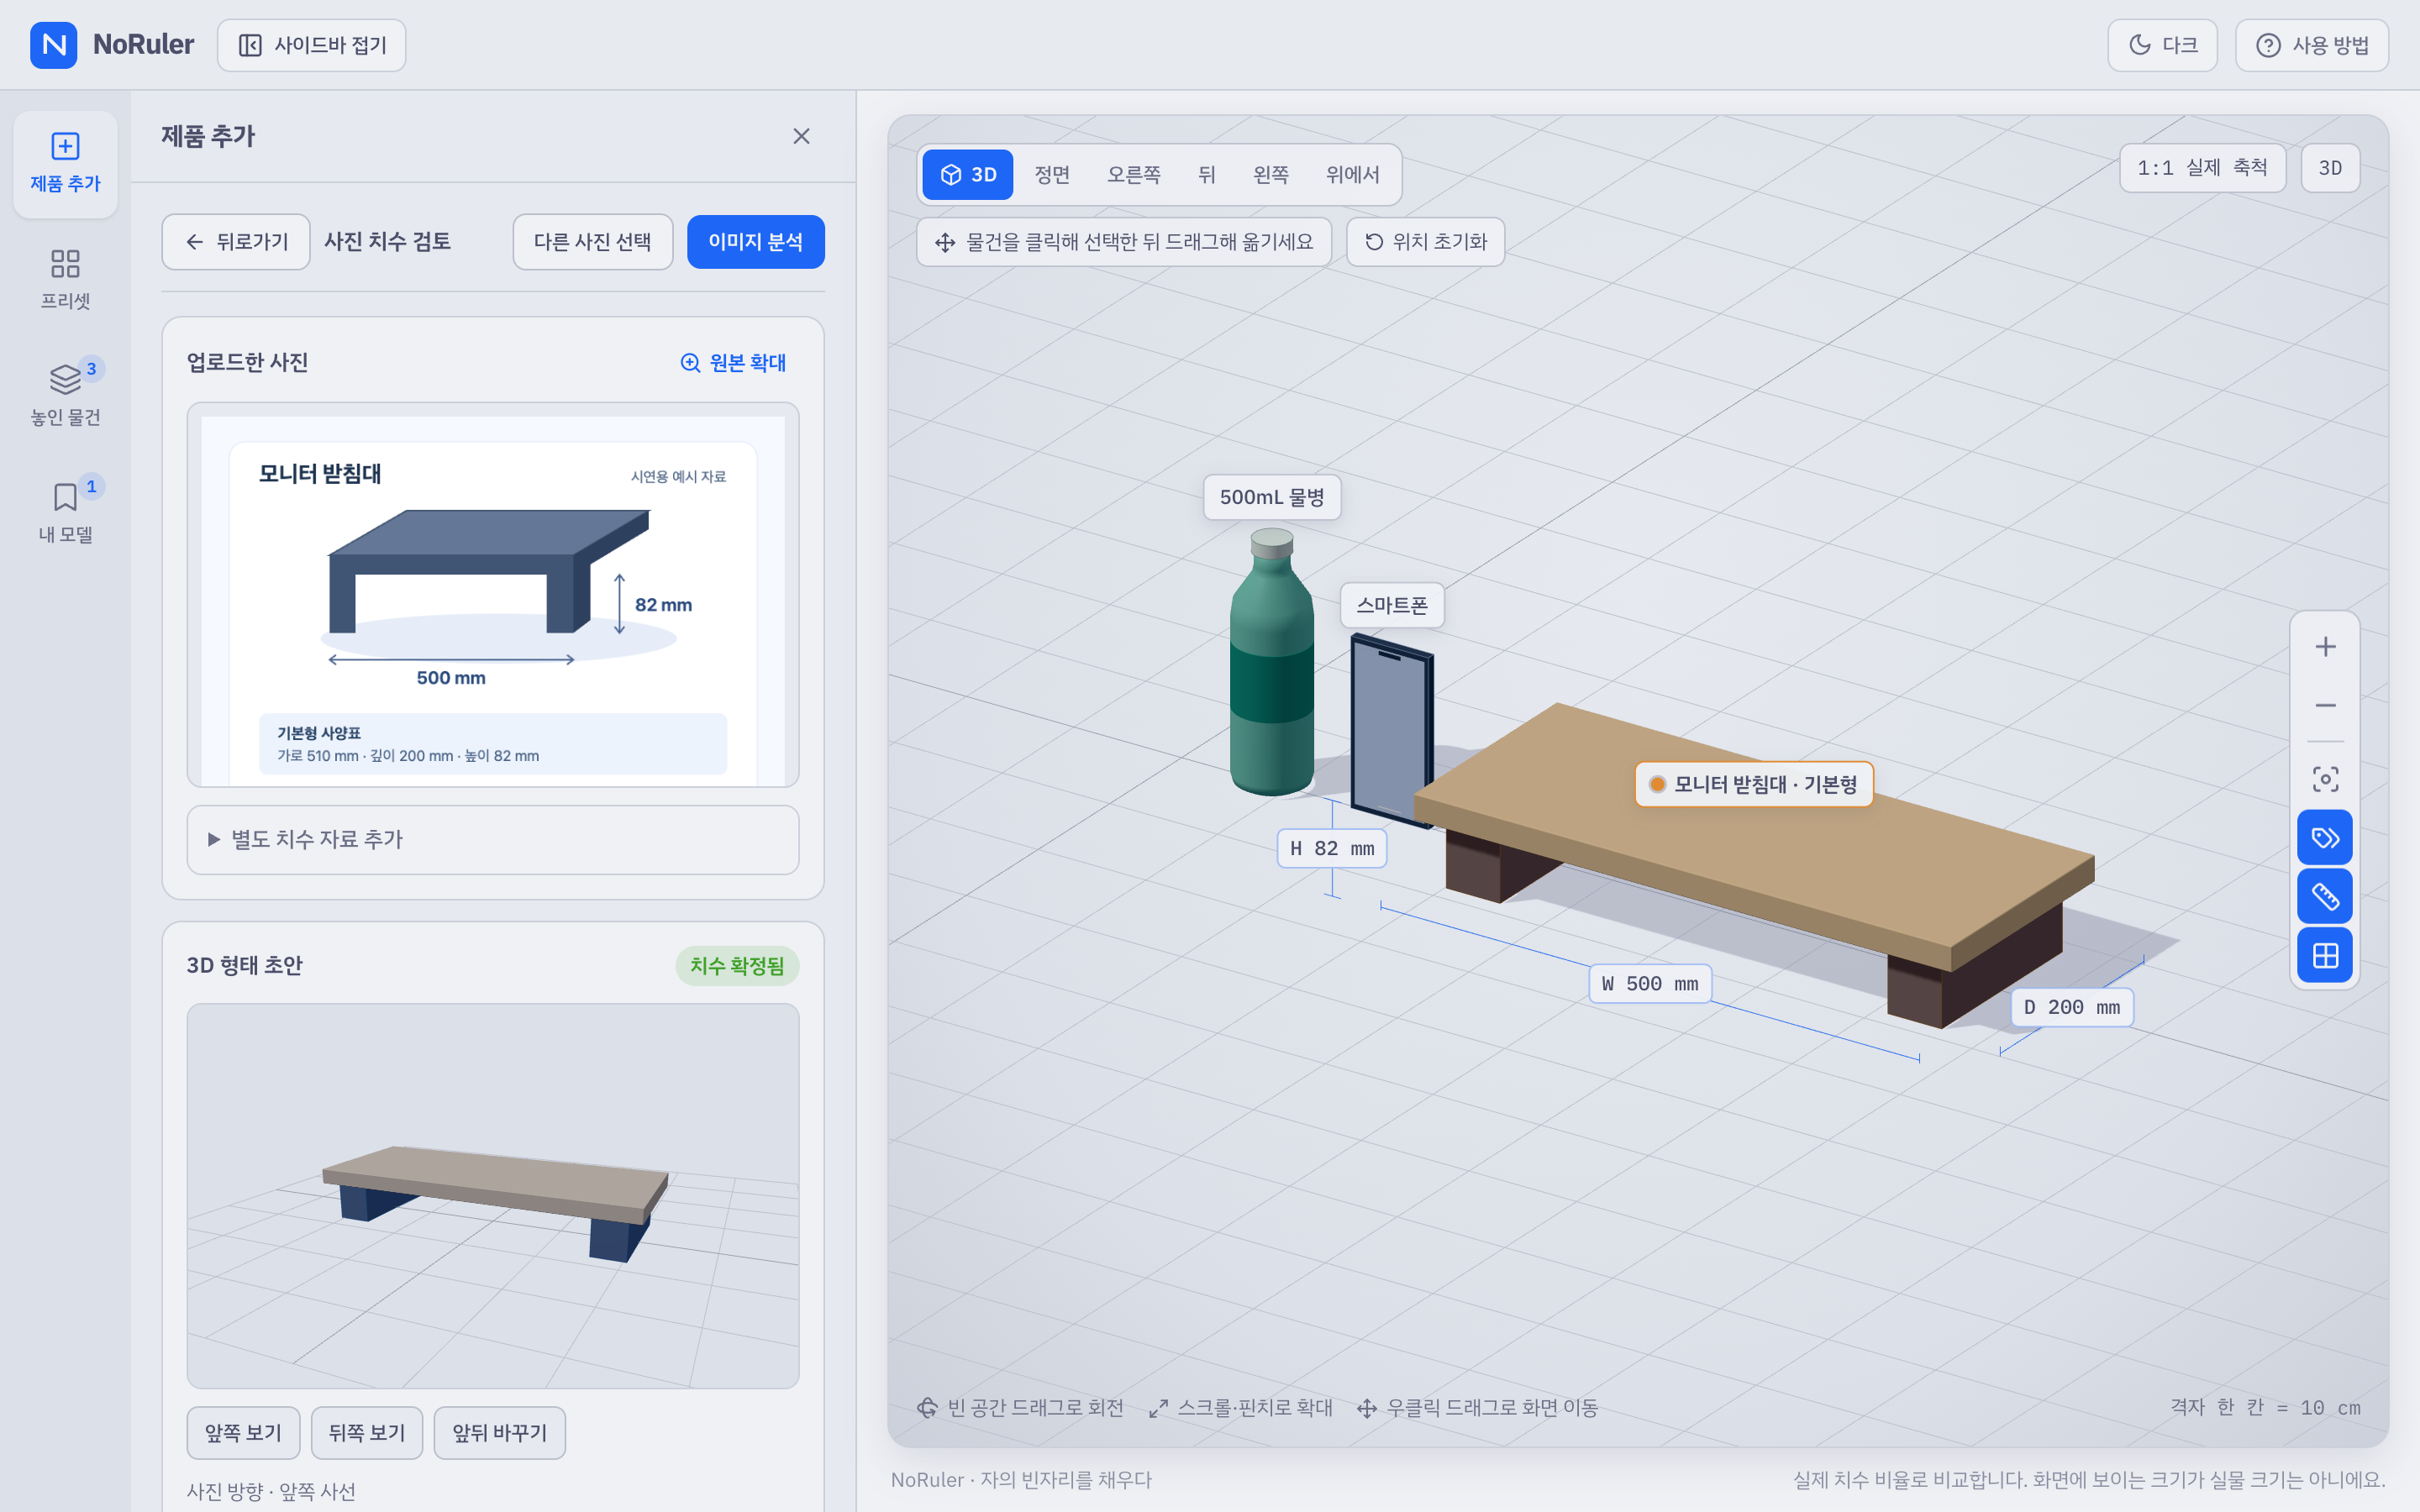 NoRuler
사이드바 접기
다크
사용 방법
제품 추가
프리셋
3
놓인 물건
1
내 모델
제품 추가
뒤로가기
사진 치수 검토
다른 사진 선택
이미지 분석
업로드한 사진
원본 확대
모니터 받침대
시연용 예시 자료
82 mm
500 mm
기본형 사양표
가로 510 mm · 깊이 200 mm · 높이 82 mm
별도 치수 자료 추가
3D 형태 초안
치수 확정됨
앞쪽 보기
뒤쪽 보기
앞뒤 바꾸기
사진 방향 · 앞쪽 사선
3D
정면
오른쪽
뒤
왼쪽
위에서
1:1 실제 축척
3D
물건을 클릭해 선택한 뒤 드래그해 옮기세요
위치 초기화
500mL 물병
스마트폰
모니터 받침대 · 기본형
H 82 mm
W 500 mm
D 200 mm
빈 공간 드래그로 회전
스크롤·핀치로 확대
우클릭 드래그로 화면 이동
격자 한 칸 = 10 cm
NoRuler · 자의 빈자리를 채우다
실제 치수 비율로 비교합니다. 화면에 보이는 크기가 실물 크기는 아니에요.